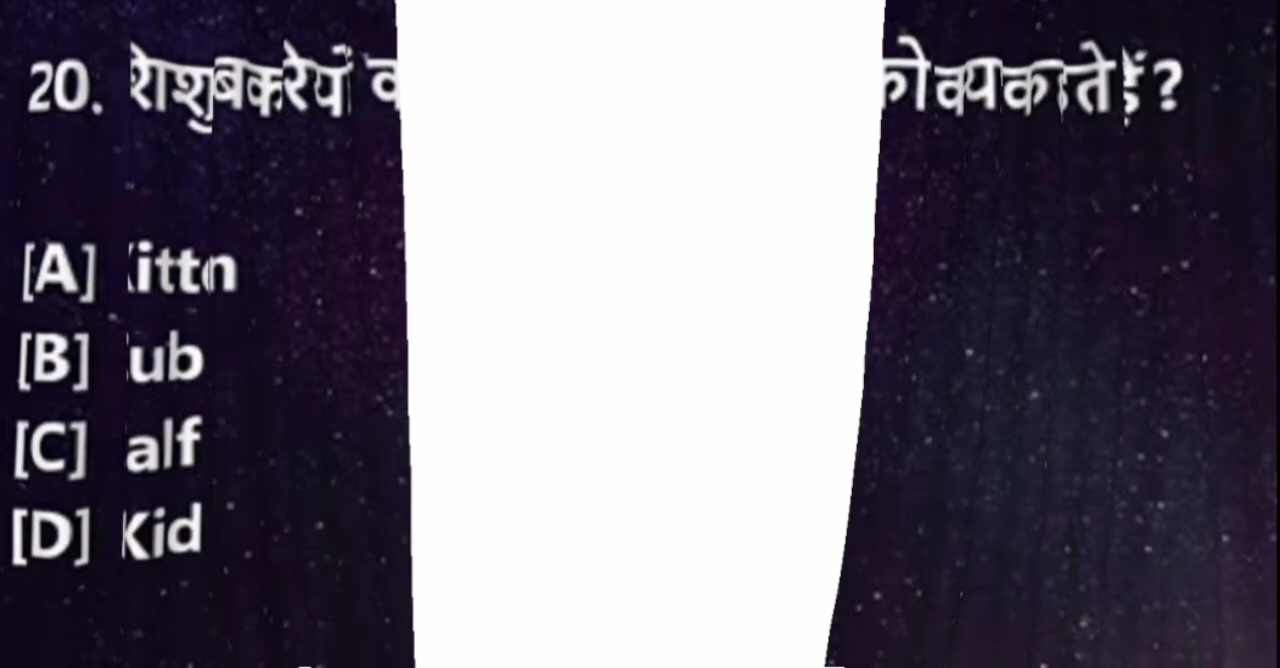 20. शिशु बकरियों को क्या कहते हैं ?
[A] Kitten
[B] Cub
[C] Calf
[D] Kid